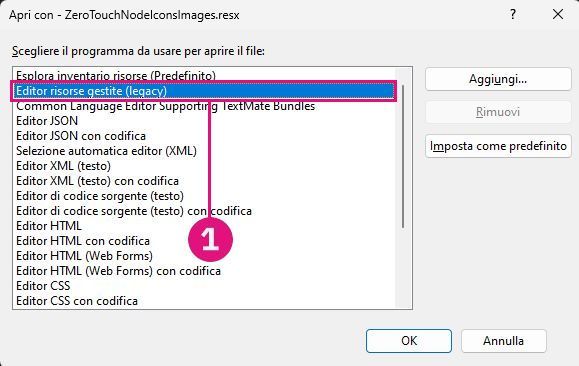 Apri con - ZeroTouchNodeIconsImages.resx
Scegliere il programma da usare per aprire il file:
Esplora inventario risorse (Predefinito)
Editor risorse gestite (legacy)
Common Language Editor Supporting TextMate Bundles
Editor JSON
Editor JSON con codifica
Selezione automatica editor (XML)
Editor XML (testo)
Editor XML (testo) con codifica
Editor di codice sorgente (testo)
Editor di codice sorgente (testo) con codifica
Editor HTML
Editor HTML con codifica
Editor HTML (Web Forms)
Editor HTML (Web Forms) con codifica
Editor CSS
Editor CSS con codifica
1
Aggiungi...
Rimuovi
Imposta come predefinito
OK
Annulla